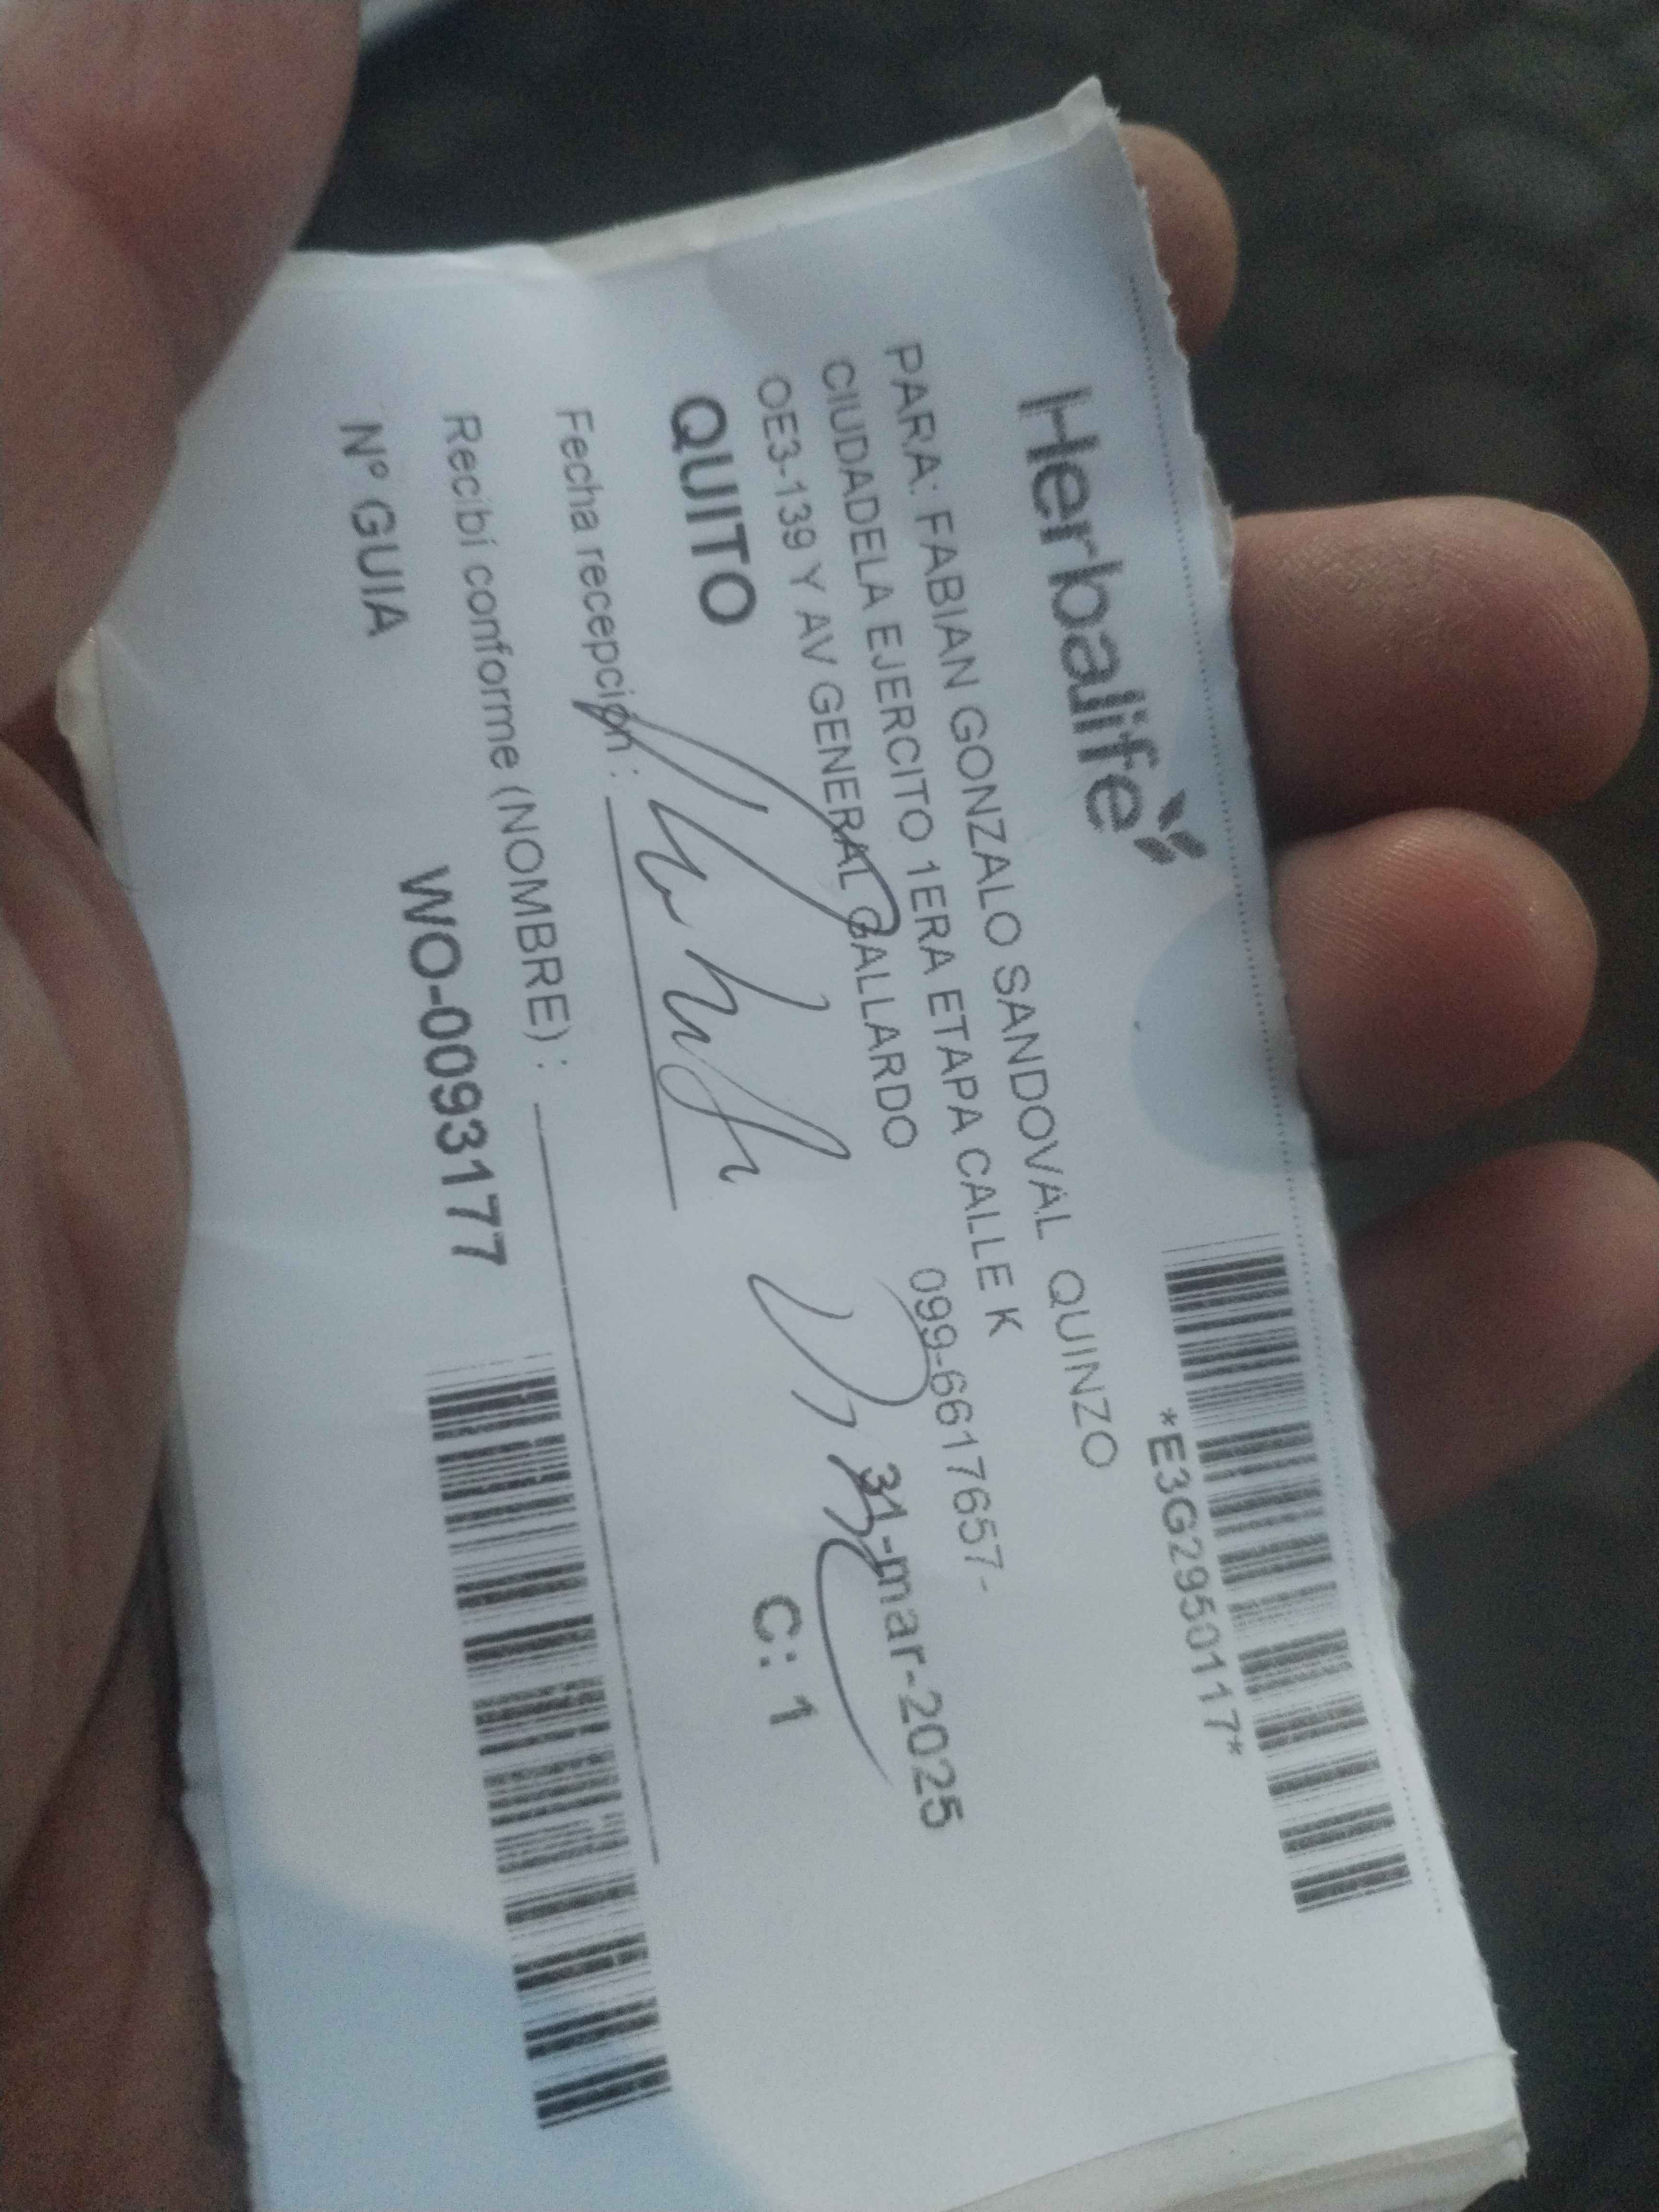 Herbalife
*E3G2950117*
PARA: FABIAN GONZALO SANDOVAL QUINZO
CIUDADELA EJERCITO 1ERA ETAPA CALLE K
OE3-139 Y AV GENERAL GALLARDO
099-6617657-
QUITO
31-mar-2025
C: 1
Fecha recepción :
Recibí conforme (NOMBRE) :
Nº GUIA
WO-0093177